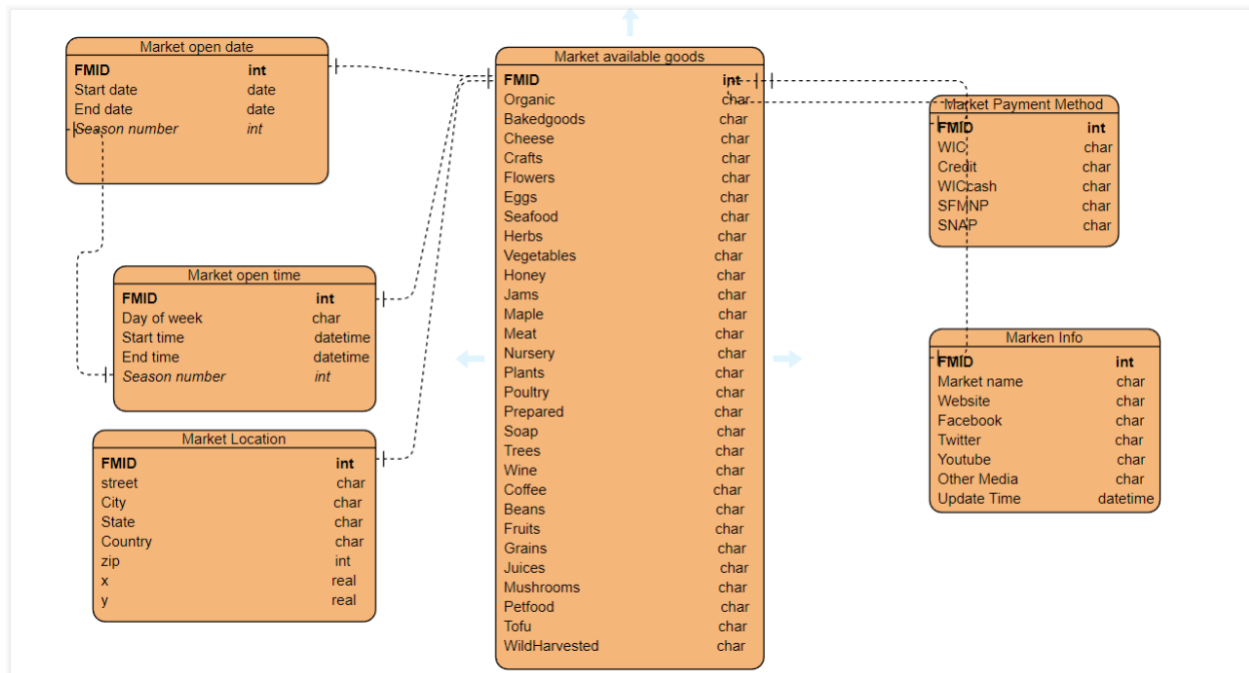 Market open date
FMID int
Start date date
End date date
Season number int
Market open time
FMID int
Day of week char
Start time datetime
End time datetime
Season number int
Market Location
FMID int
street char
City char
State char
Country char
zip int
x real
y real
Market available goods
FMID int
Organic char
Bakedgoods char
Cheese char
Crafts char
Flowers char
Eggs char
Seafood char
Herbs char
Vegetables char
Honey char
Jams char
Maple char
Meat char
Nursery char
Plants char
Poultry char
Prepared char
Soap char
Trees char
Wine char
Coffee char
Beans char
Fruits char
Grains char
Juices char
Mushrooms char
Petfood char
Tofu char
WildHarvested char
Market Payment Method
FMID int
WIC char
Credit char
WICcash char
SFMNP char
SNAP char
Marken Info
FMID int
Market name char
Website char
Facebook char
Twitter char
Youtube char
Other Media char
Update Time datetime